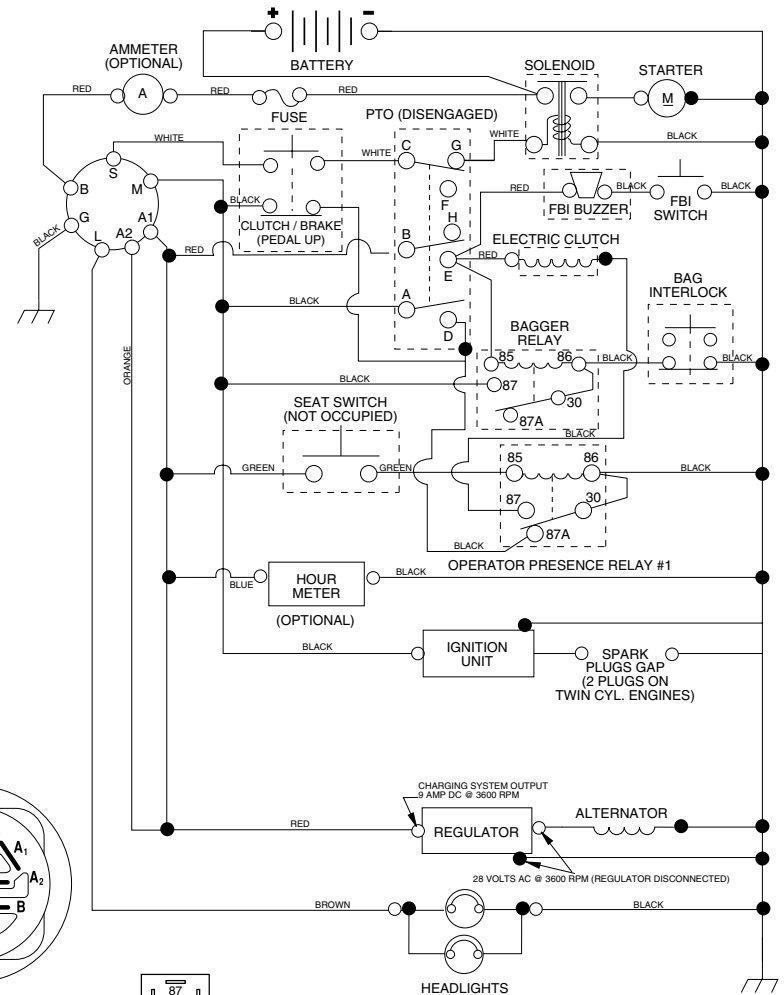 + -
BATTERY
AMMETER
(OPTIONAL)
SOLENOID
STARTER
RED
A
RED
RED
M
FUSE
PTO (DISENGAGED)
WHITE
WHITE
C
G
WHITE
BLACK
S
B
M
G
A1
L
A2
F
RED
BLACK
FBI BUZZER
FBI
SWITCH
BLACK
CLUTCH / BRAKE
(PEDAL UP)
H
BLACK
RED
B
E
RED
ELECTRIC CLUTCH
BAG
INTERLOCK
BLACK
A
D
BAGGER
RELAY
85
86
BLACK
BLACK
ORANGE
BLACK
87
30
87A
BLACK
SEAT SWITCH
(NOT OCCUPIED)
GREEN
GREEN
85
86
BLACK
87
30
87A
BLACK
OPERATOR PRESENCE RELAY #1
BLUE
HOUR
METER
BLACK
(OPTIONAL)
BLACK
IGNITION
UNIT
SPARK
PLUGS GAP
(2 PLUGS ON
TWIN CYL. ENGINES)
CHARGING SYSTEM OUTPUT
9 AMP DC @ 3600 RPM
RED
REGULATOR
ALTERNATOR
28 VOLTS AC @ 3600 RPM (REGULATOR DISCONNECTED)
A1
A2
B
BROWN
BLACK
HEADLIGHTS
87